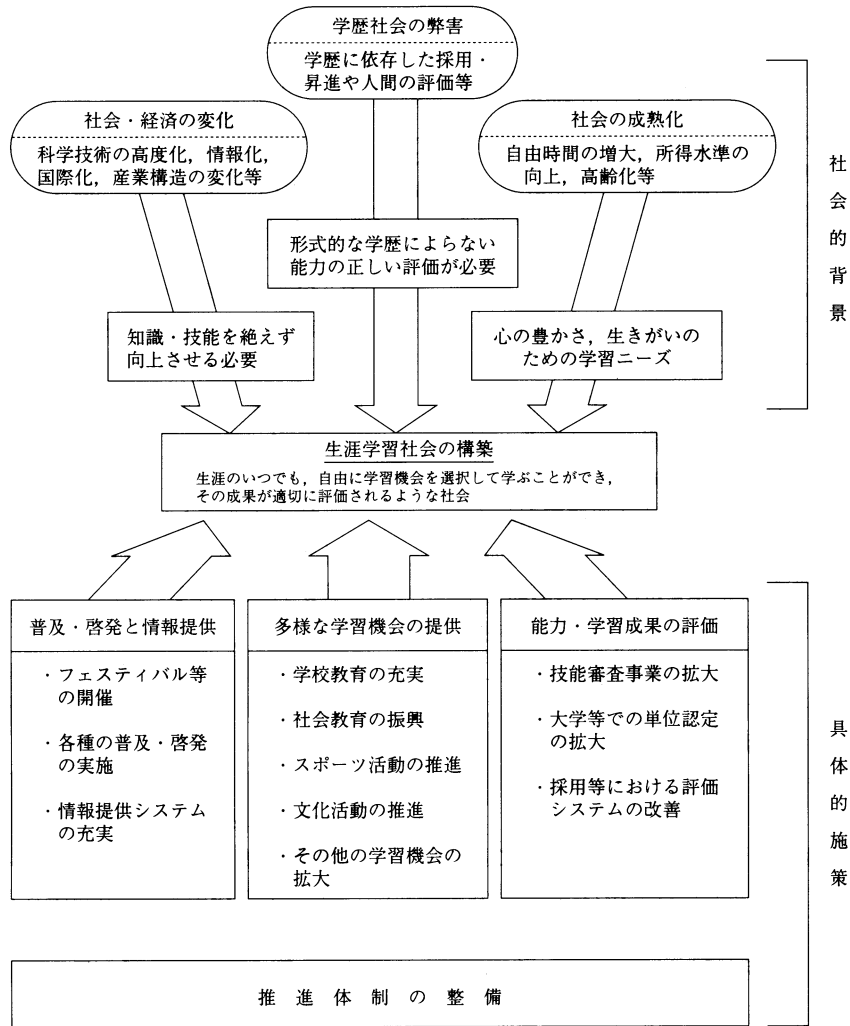 学歴社会の弊害
学歴に依存した採用・
昇進や人間の評価等
社会・経済の変化
科学技術の高度化，情報化，
国際化，産業構造の変化等
社会の成熟化
自由時間の増大，所得水準の
向上，高齢化等
形式的な学歴によらない
能力の正しい評価が必要
知識・技能を絶えず
向上させる必要
心の豊かさ，生きがいの
ための学習ニーズ
社会的背景
生涯学習社会の構築
生涯のいつでも，自由に学習機会を選択して学ぶことができ，
その成果が適切に評価されるような社会
普及・啓発と情報提供
・フェスティバル等
の開催
・各種の普及・啓発
の実施
・情報提供システム
の充実
多様な学習機会の提供
・学校教育の充実
・社会教育の振興
・スポーツ活動の推進
・文化活動の推進
・その他の学習機会の
拡大
能力・学習成果の評価
・技能審査事業の拡大
・大学等での単位認定
の拡大
・採用等における評価
システムの改善
具体的施策
推進体制の整備